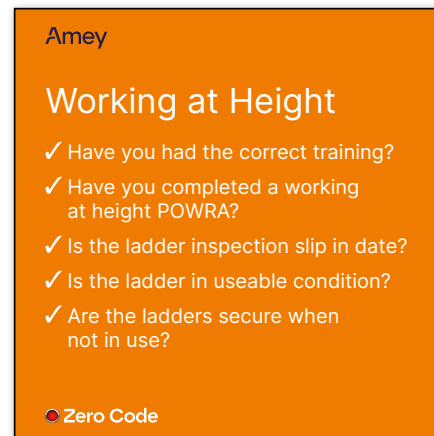 Amey
Working at Height
✓ Have you had the correct training?
✓ Have you completed a working
at height POWRA?
✓ Is the ladder inspection slip in date?
✓ Is the ladder in useable condition?
✓ Are the ladders secure when
not in use?
Zero Code